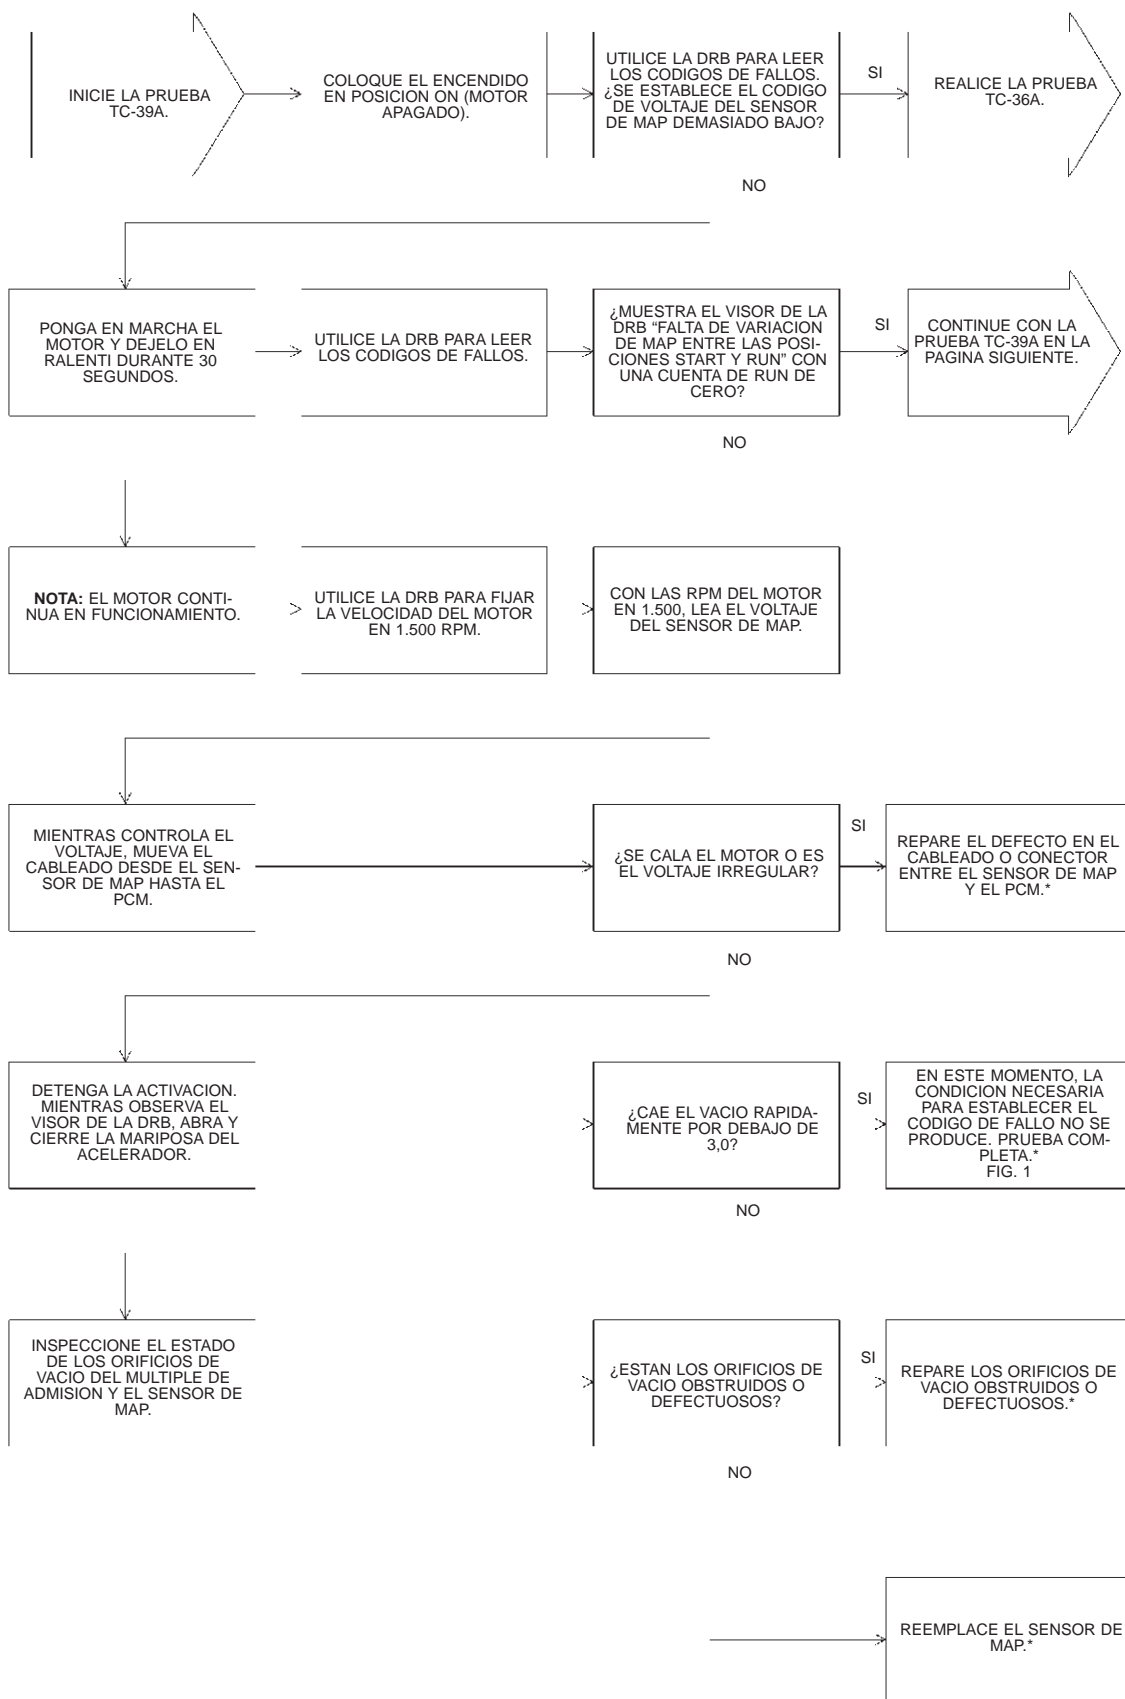 INICIE LA PRUEBA
TC-39A.
COLOQUE EL ENCENDIDO
EN POSICION ON (MOTOR
APAGADO).
UTILICE LA DRB PARA LEER
LOS CODIGOS DE FALLOS.
¿SE ESTABLECE EL CODIGO
DE VOLTAJE DEL SENSOR
DE MAP DEMASIADO BAJO?
SI
REALICE LA PRUEBA
TC-36A.
NO
PONGA EN MARCHA EL
MOTOR Y DEJELO EN
RALENTI DURANTE 30
SEGUNDOS.
UTILICE LA DRB PARA LEER
LOS CODIGOS DE FALLOS.
¿MUESTRA EL VISOR DE LA
DRB “FALTA DE VARIACION
DE MAP ENTRE LAS POSI-
CIONES START Y RUN” CON
UNA CUENTA DE RUN DE
CERO?
SI
CONTINUE CON LA
PRUEBA TC-39A EN LA
PAGINA SIGUIENTE.
NO
NOTA: EL MOTOR CONTI-
NUA EN FUNCIONAMIENTO.
UTILICE LA DRB PARA FIJAR
LA VELOCIDAD DEL MOTOR
EN 1.500 RPM.
CON LAS RPM DEL MOTOR
EN 1.500, LEA EL VOLTAJE
DEL SENSOR DE MAP.
MIENTRAS CONTROLA EL
VOLTAJE, MUEVA EL
CABLEADO DESDE EL SEN-
SOR DE MAP HASTA EL
PCM.
¿SE CALA EL MOTOR O ES
EL VOLTAJE IRREGULAR?
SI
REPARE EL DEFECTO EN EL
CABLEADO O CONECTOR
ENTRE EL SENSOR DE MAP
Y EL PCM.*
NO
DETENGA LA ACTIVACION.
MIENTRAS OBSERVA EL
VISOR DE LA DRB, ABRA Y
CIERRE LA MARIPOSA DEL
ACELERADOR.
¿CAE EL VACIO RAPIDA-
MENTE POR DEBAJO DE
3,0?
SI
EN ESTE MOMENTO, LA
CONDICION NECESARIA
PARA ESTABLECER EL
CODIGO DE FALLO NO SE
PRODUCE. PRUEBA COM-
PLETA.*
FIG. 1
NO
INSPECCIONE EL ESTADO
DE LOS ORIFICIOS DE
VACIO DEL MULTIPLE DE
ADMISION Y EL SENSOR DE
MAP.
¿ESTAN LOS ORIFICIOS DE
VACIO OBSTRUIDOS O
DEFECTUOSOS?
SI
REPARE LOS ORIFICIOS DE
VACIO OBSTRUIDOS O
DEFECTUOSOS.*
NO
REEMPLACE EL SENSOR DE
MAP.*